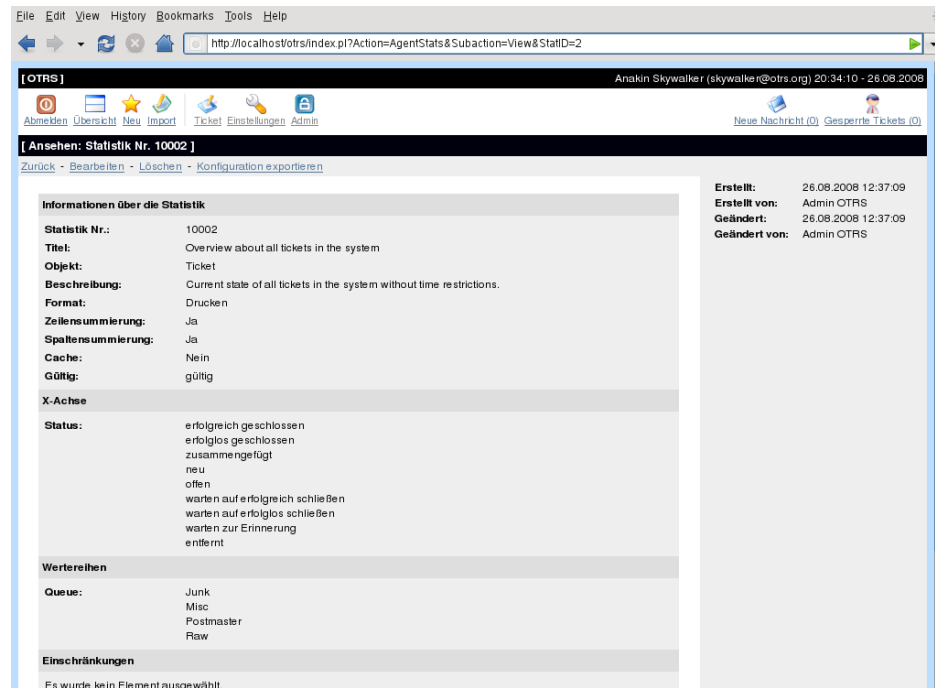 File Edit View History Bookmarks Tools Help
http://localhost/otrs/index.pl?Action=AgentStats&Subaction=View&StatID=2
[ OTRS ] Anakin Skywalker (skywalker@otrs.org) 20:34:10 - 26.08.2008
Abmelden Übersicht Neu Import Ticket Einstellungen Admin Neue Nachricht (0) Gesperrte Tickets (0)
[ Ansehen: Statistik Nr. 10002 ]
Zurück - Bearbeiten - Löschen - Konfiguration exportieren
Informationen über die Statistik
Statistik Nr.: 10002
Titel: Overview about all tickets in the system
Objekt: Ticket
Beschreibung: Current state of all tickets in the system without time restrictions.
Format: Drucken
Zeilensummierung: Ja
Spaltensummierung: Ja
Cache: Nein
Gültig: gültig
X-Achse
Status: erfolgreich geschlossen
erfolglos geschlossen
zusammengefügt
neu
offen
warten auf erfolgreich schließen
warten auf erfolglos schließen
warten zur Erinnerung
entfernt
Wertereihen
Queue: Junk
Misc
Postmaster
Raw
Einschränkungen
Es wurde kein Element ausgewählt.
Erstellt: 26.08.2008 12:37:09
Erstellt von: Admin OTRS
Geändert: 26.08.2008 12:37:09
Geändert von: Admin OTRS